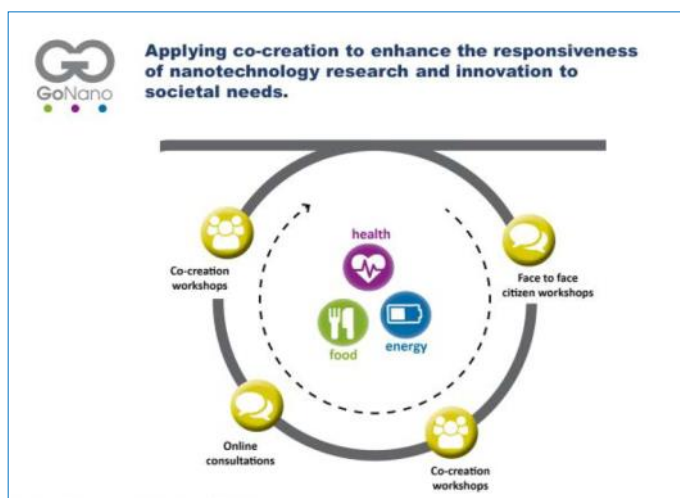 Applying co-creation to enhance the responsiveness
of nanotechnology research and innovation to
societal needs.
GoNano
health
food
energy
Face to face
citizen workshops
Co-creation
workshops
Online
consultations
Co-creation
workshops